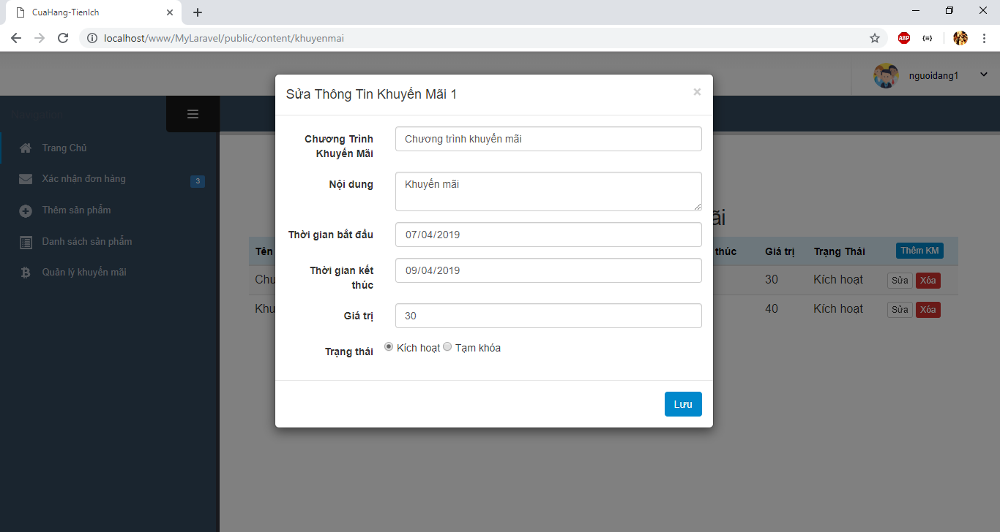 CuaHang-TienIch
localhost/www/MyLaravel/public/content/khuyenmai
ABP
nguoidang1
Navigation
Trang Chủ
Xác nhận đơn hàng
3
Thêm sản phẩm
Danh sách sản phẩm
Quản lý khuyến mãi
Sửa Thông Tin Khuyến Mãi 1
×
Chương Trình
Khuyến Mãi
Chương trình khuyến mãi
Nội dung
Khuyến mãi
Thời gian bắt đầu
07/04/2019
Thời gian kết
thúc
09/04/2019
Giá trị
30
Trạng thái
Kích hoạt
Tạm khóa
Lưu
ãi
Tên
thúc
Giá trị
Trạng Thái
Thêm KM
Chu
30
Kích hoạt
Sửa
Xóa
Khu
40
Kích hoạt
Sửa
Xóa